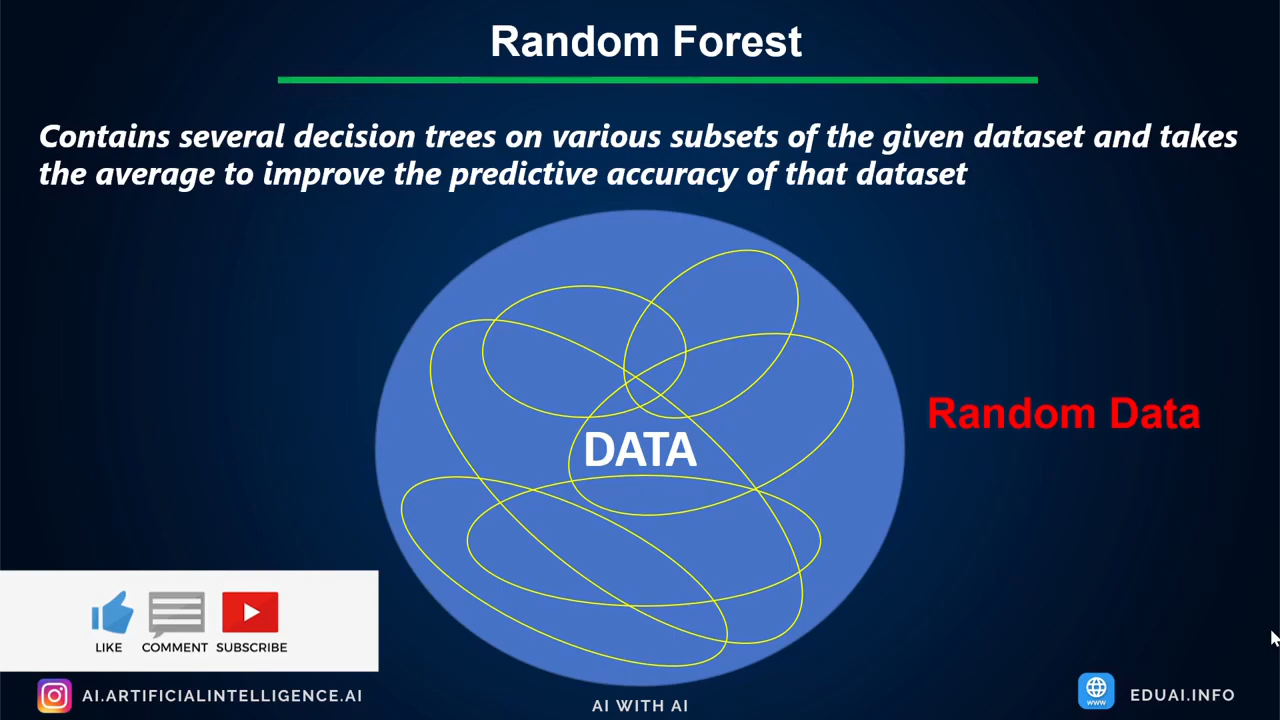 Random Forest
Contains several decision trees on various subsets of the given dataset and takes
the average to improve the predictive accuracy of that dataset
DATA
Random Data
LIKE COMMENT SUBSCRIBE
AI.ARTIFICIALINTELLIGENCE.AI
AI WITH AI
WWW
EDUAI.INFO